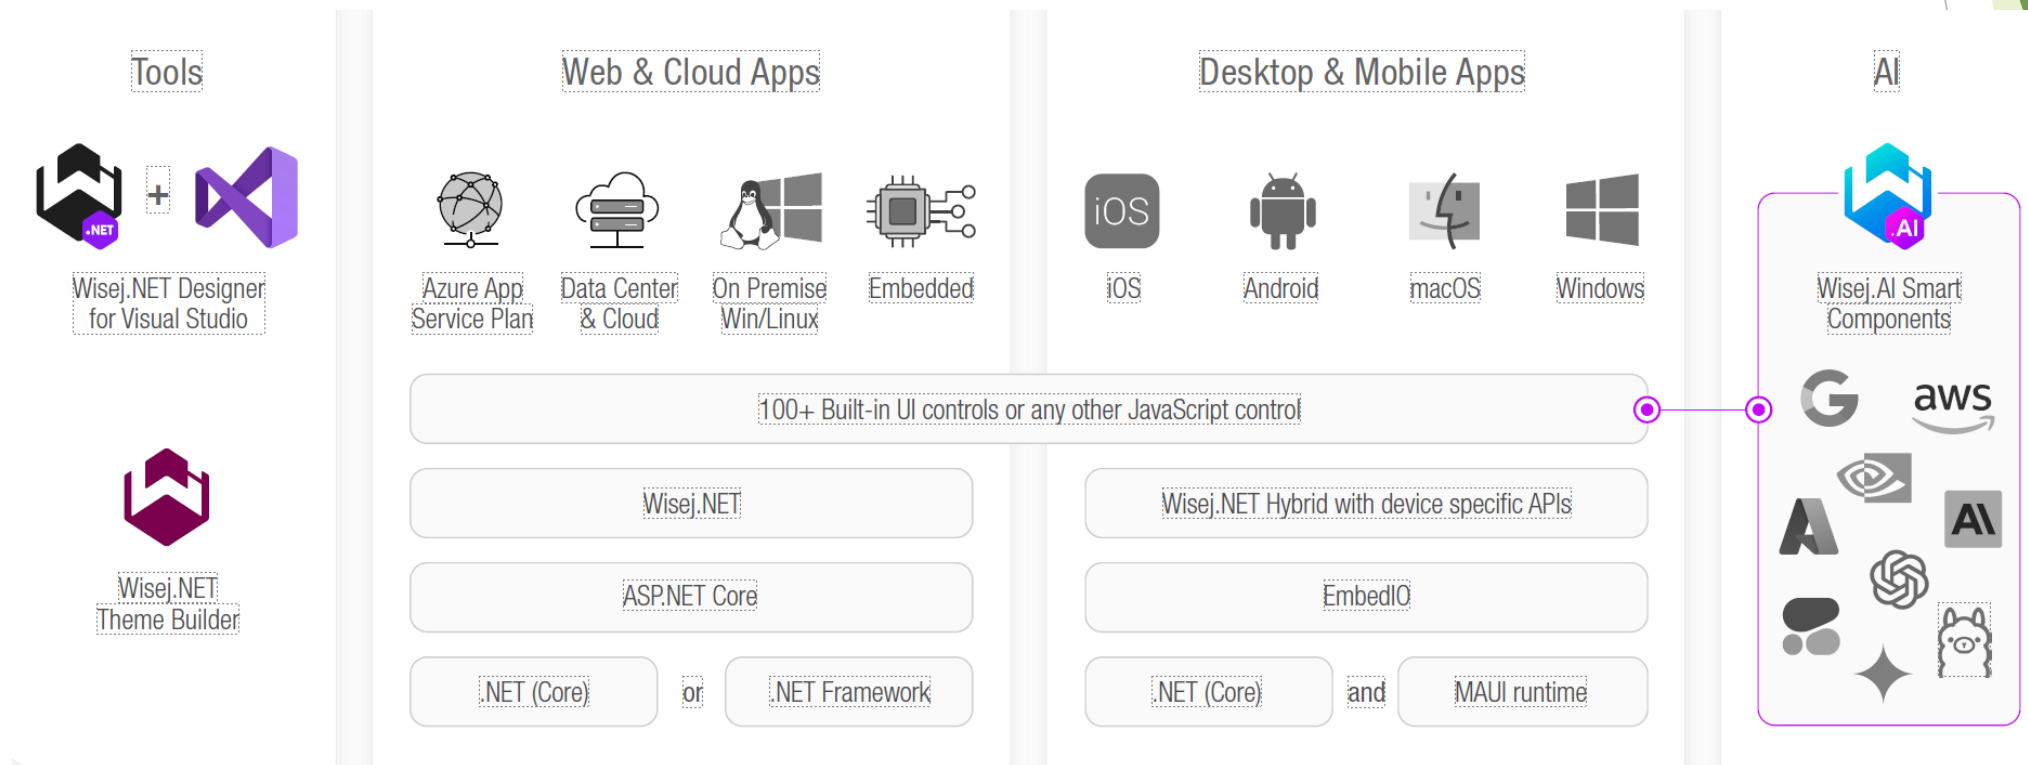 Tools
Web & Cloud Apps
Desktop & Mobile Apps
AI
+
.NET
iOS
.AI
Wisej.NET Designer
for Visual Studio
Azure App
Service Plan
Data Center
& Cloud
On Premise
Win/Linux
Embedded
iOS
Android
macOS
Windows
Wisej.AI Smart
Components
100+ Built-in UI controls or any other JavaScript control
G
aws
Wisej.NET
Wisej.NET Hybrid with device specific APIs
AI
Wisej.NET
Theme Builder
ASP.NET Core
EmbedIO
.NET (Core)
or
.NET Framework
.NET (Core)
and
MAUI runtime